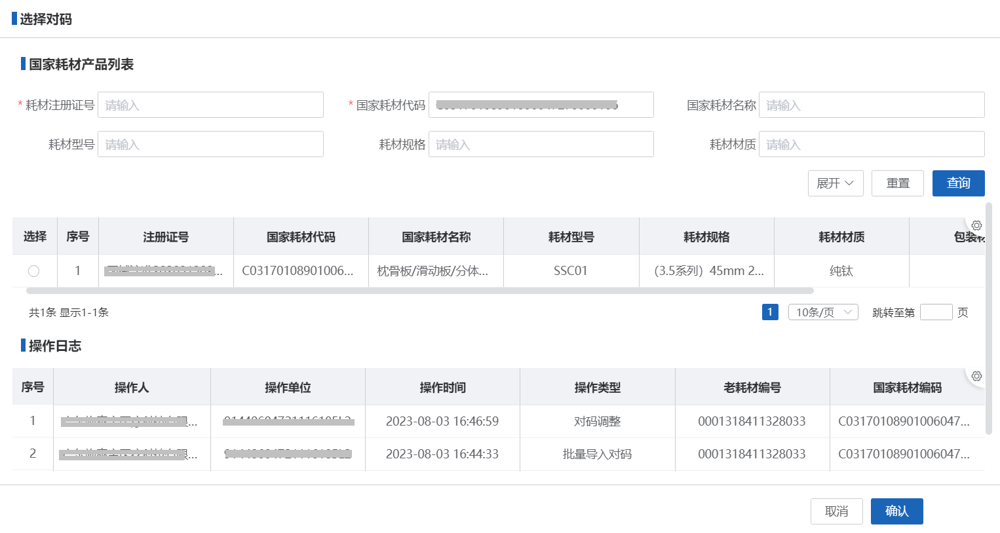 选择对码
国家耗材产品列表
* 耗材注册证号 请输入 * 国家耗材代码 国家耗材名称 请输入
耗材型号 请输入 耗材规格 请输入 耗材材质 请输入
展开 重置 查询
选择 序号 注册证号 国家耗材代码 国家耗材名称 耗材型号 耗材规格 耗材材质 包装材
1 ... C03170108901006... 枕骨板/滑动板/分体... SSC01 （3.5系列）45mm 2... 纯钛
共1条 显示1-1条 1 10条/页 跳转至第 页
操作日志
序号 操作人 操作单位 操作时间 操作类型 老耗材编号 国家耗材编码
1 ... 2023-08-03 16:46:59 对码调整 0001318411328033 C03170108901006047...
2 ... 2023-08-03 16:44:33 批量导入对码 0001318411328033 C03170108901006047...
取消 确认